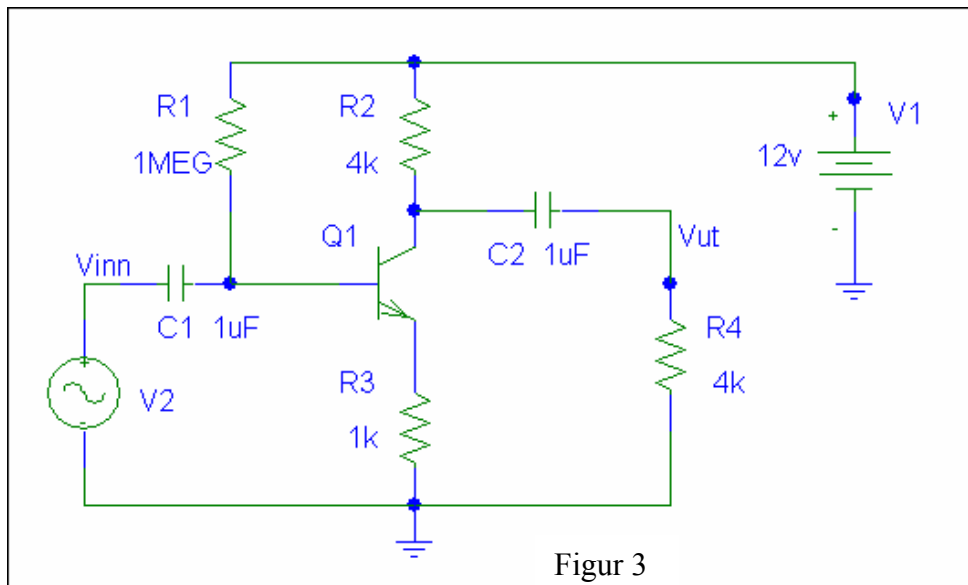 R1
1MEG
R2
4k
+
V1
12v
-
Q1
C2 1uF
Vut
Vinn
C1 1uF
R4
4k
+
V2
-
R3
1k
Figur 3